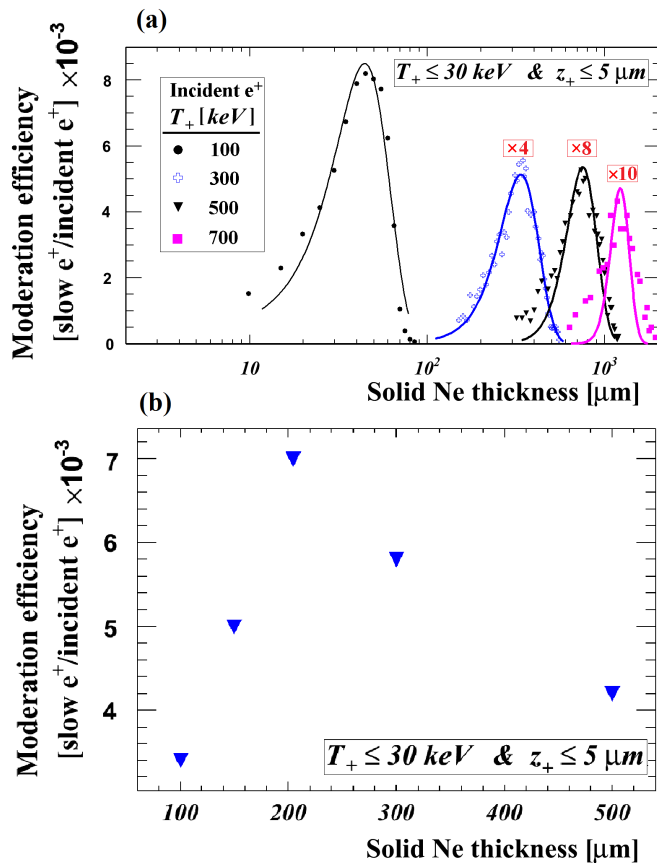 (a)
Moderation efficiency
[slow e⁺/incident e⁺] ×10⁻³
8
6
4
2
0
T₊ ≤ 30 keV & z₊ ≤ 5 μm
Incident e⁺
T₊ [keV]
100
300
500
700
×4
×8
×10
10
10²
10³
Solid Ne thickness [μm]
(b)
Moderation efficiency
[slow e⁺/incident e⁺] ×10⁻³
7
6
5
4
T₊ ≤ 30 keV & z₊ ≤ 5 μm
100
200
300
400
500
Solid Ne thickness [μm]